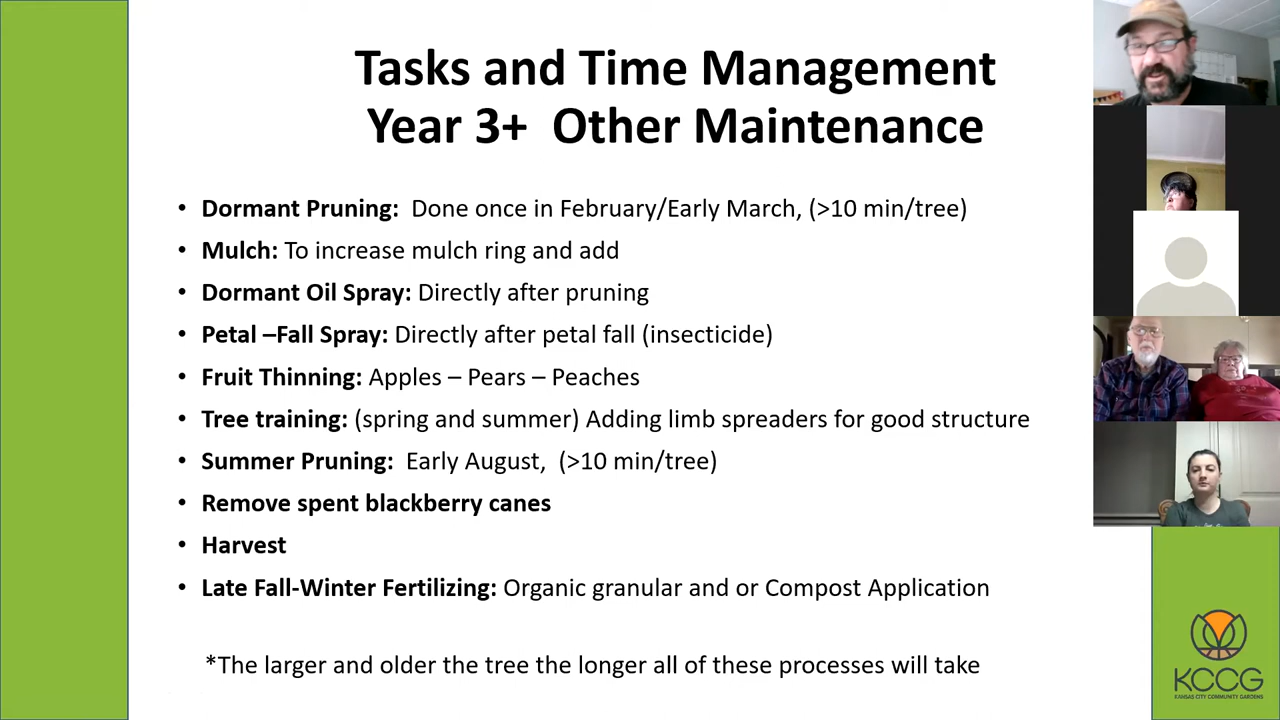 Tasks and Time Management
Year 3+ Other Maintenance
• Dormant Pruning: Done once in February/Early March, (>10 min/tree)
• Mulch: To increase mulch ring and add
• Dormant Oil Spray: Directly after pruning
• Petal –Fall Spray: Directly after petal fall (insecticide)
• Fruit Thinning: Apples – Pears – Peaches
• Tree training: (spring and summer) Adding limb spreaders for good structure
• Summer Pruning: Early August, (>10 min/tree)
• Remove spent blackberry canes
• Harvest
• Late Fall-Winter Fertilizing: Organic granular and or Compost Application
*The larger and older the tree the longer all of these processes will take
KCCG
KANSAS CITY COMMUNITY GARDENS